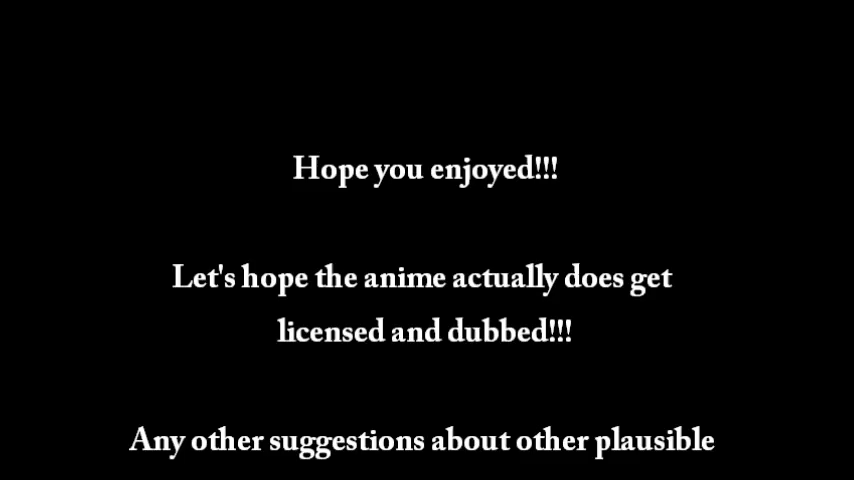 Hope you enjoyed!!!
Let's hope the anime actually does get
licensed and dubbed!!!
Any other suggestions about other plausible